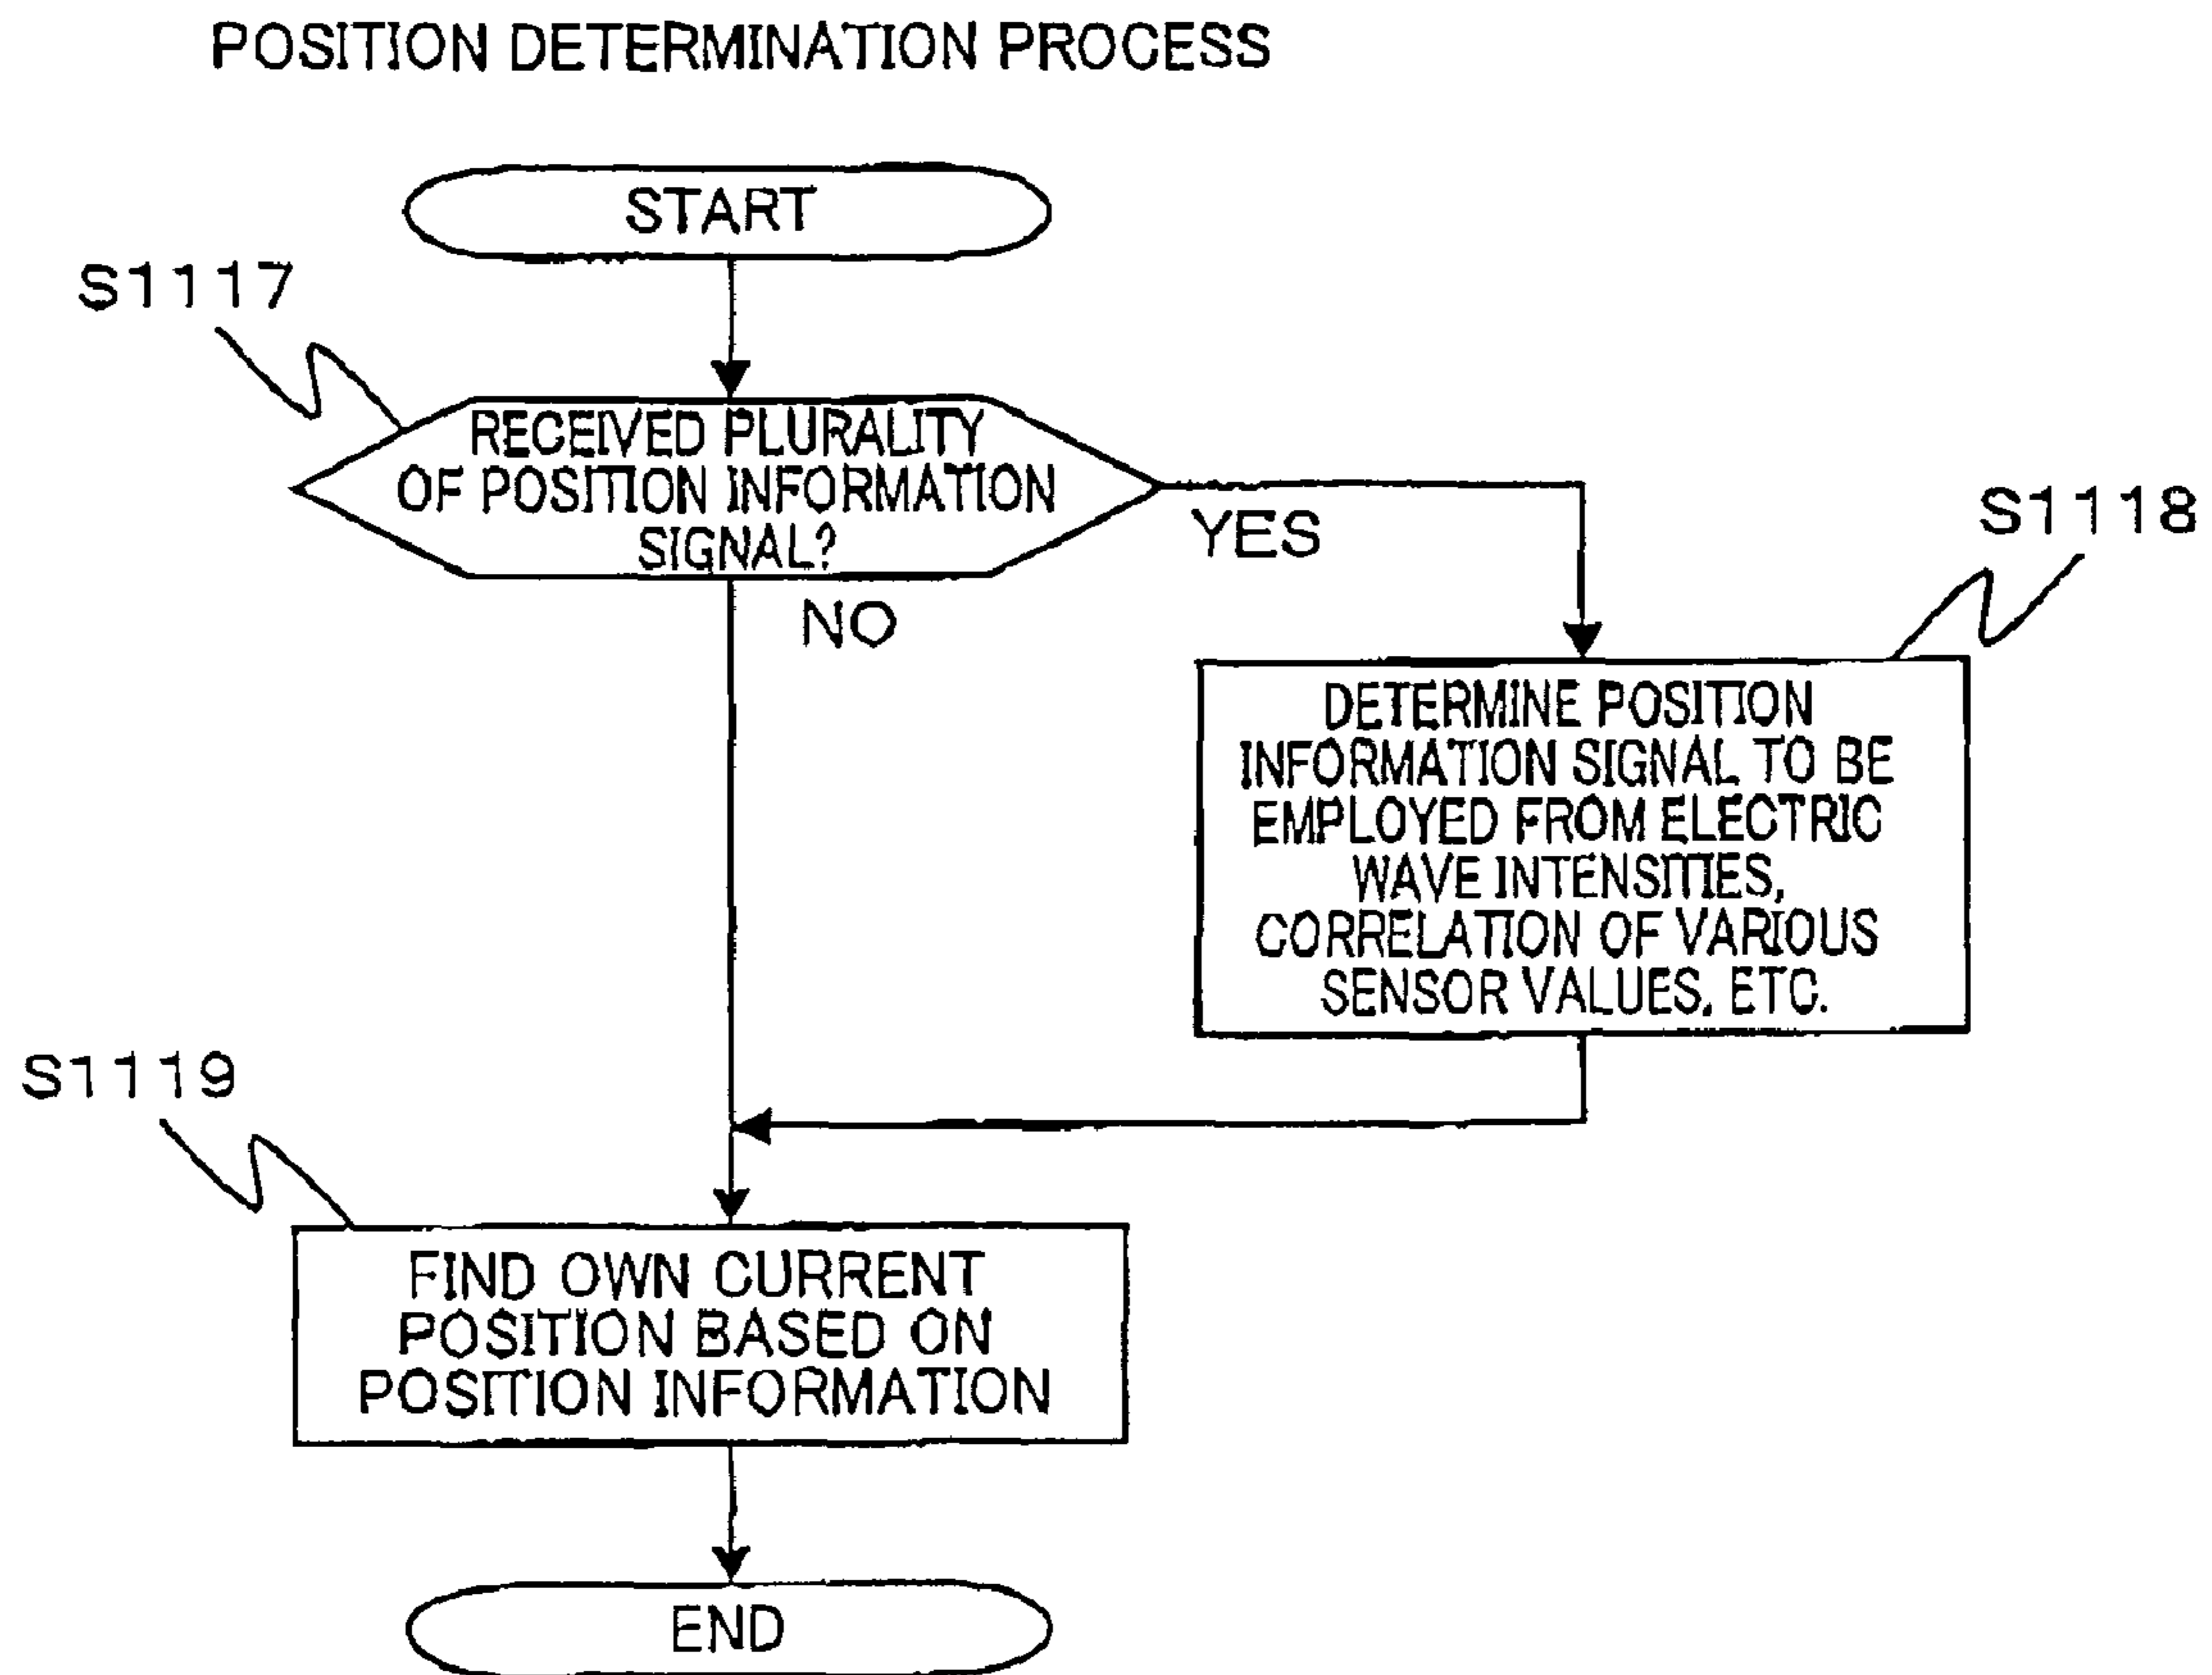 POSITION DETERMINATION PROCESS
START
S1117
RECEIVED PLURALITY
OF POSITION INFORMATION
SIGNAL?
YES
NO
S1118
DETERMINE POSITION
INFORMATION SIGNAL TO BE
EMPLOYED FROM ELECTRIC
WAVE INTENSITIES,
CORRELATION OF VARIOUS
SENSOR VALUES, ETC.
S1119
FIND OWN CURRENT
POSITION BASED ON
POSITION INFORMATION
END